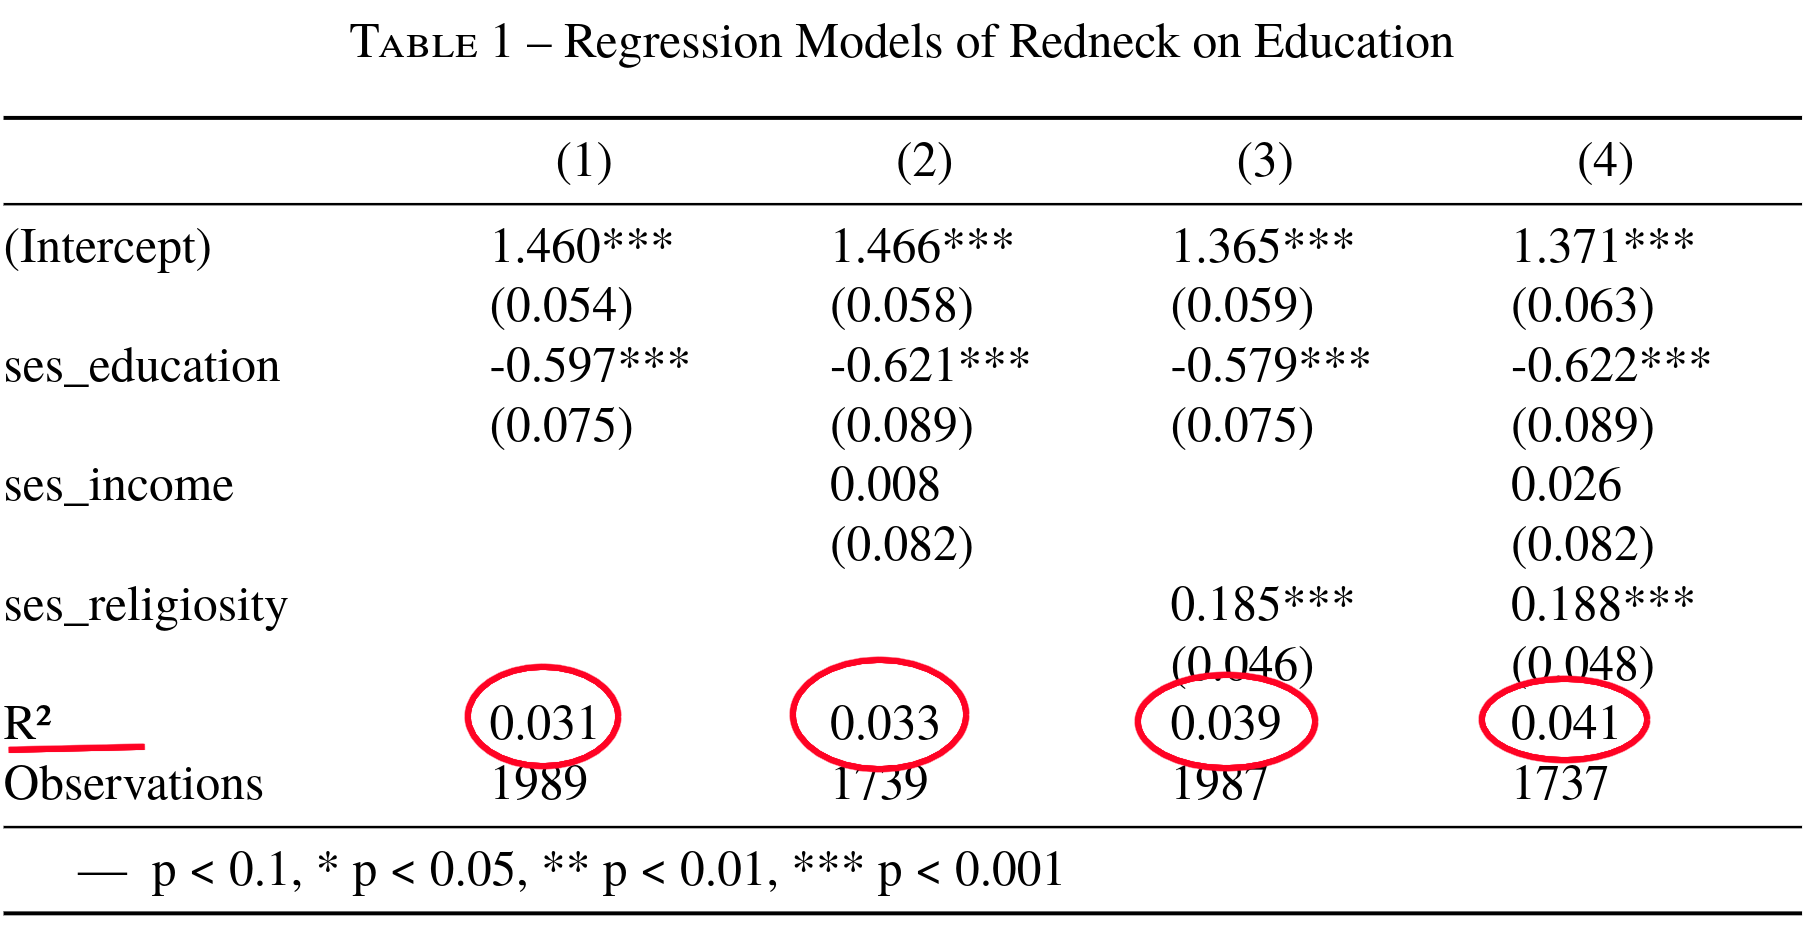 TABLE 1 – Regression Models of Redneck on Education
(1) (2) (3) (4)
(Intercept) 1.460*** 1.466*** 1.365*** 1.371***
(0.054) (0.058) (0.059) (0.063)
ses_education -0.597*** -0.621*** -0.579*** -0.622***
(0.075) (0.089) (0.075) (0.089)
ses_income 0.008 0.026
(0.082) (0.082)
ses_religiosity 0.185*** 0.188***
(0.046) (0.048)
R² 0.031 0.033 0.039 0.041
Observations 1989 1739 1987 1737
— p < 0.1, * p < 0.05, ** p < 0.01, *** p < 0.001